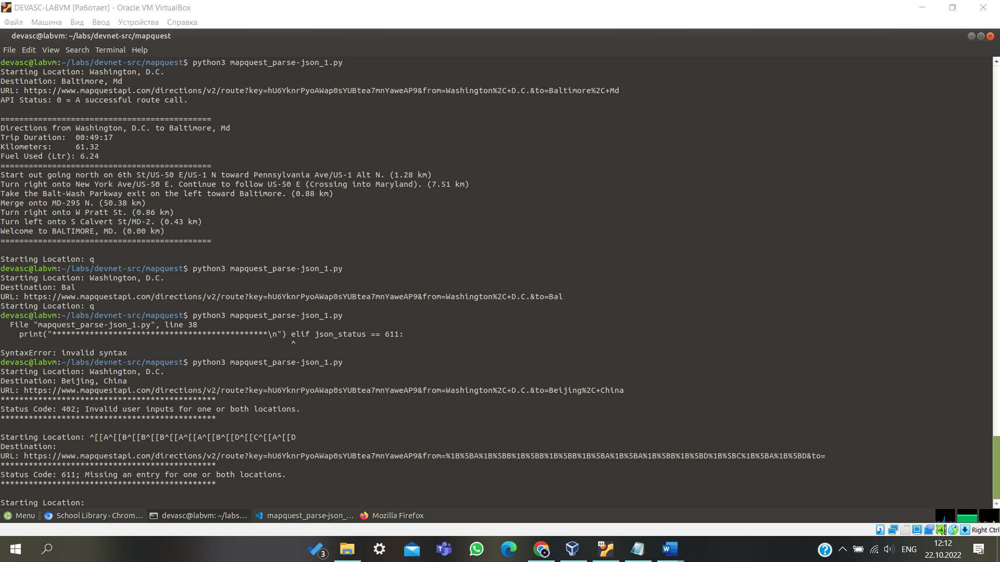 DEVASC-LABVM [Работает] - Oracle VM VirtualBox
Файл Машина Вид Ввод Устройства Справка
devasc@labvm: ~/labs/devnet-src/mapquest
File Edit View Search Terminal Help
devasc@labvm:~/labs/devnet-src/mapquest$ python3 mapquest_parse-json_1.py
Starting Location: Washington, D.C.
Destination: Baltimore, Md
URL: https://www.mapquestapi.com/directions/v2/route?key=hU6YknrPyoAWap0sYUBtea7mnYaweAP9&from=Washington%2C+D.C.&to=Baltimore%2C+Md
API Status: 0 = A successful route call.
=============================================
Directions from Washington, D.C. to Baltimore, Md
Trip Duration:  00:49:17
Kilometers:     61.32
Fuel Used (Ltr): 6.24
=============================================
Start out going north on 6th St/US-50 E/US-1 N toward Pennsylvania Ave/US-1 Alt N. (1.28 km)
Turn right onto New York Ave/US-50 E. Continue to follow US-50 E (Crossing into Maryland). (7.51 km)
Take the Balt-Wash Parkway exit on the left toward Baltimore. (0.88 km)
Merge onto MD-295 N. (50.38 km)
Turn right onto W Pratt St. (0.86 km)
Turn left onto S Calvert St/MD-2. (0.43 km)
Welcome to BALTIMORE, MD. (0.00 km)
=============================================
Starting Location: q
devasc@labvm:~/labs/devnet-src/mapquest$ python3 mapquest_parse-json_1.py
Starting Location: Washington, D.C.
Destination: Bal
URL: https://www.mapquestapi.com/directions/v2/route?key=hU6YknrPyoAWap0sYUBtea7mnYaweAP9&from=Washington%2C+D.C.&to=Bal
Starting Location: q
devasc@labvm:~/labs/devnet-src/mapquest$ python3 mapquest_parse-json_1.py
  File "mapquest_parse-json_1.py", line 38
    print("**********************************************\n") elif json_status == 611:
                                                              ^
SyntaxError: invalid syntax
devasc@labvm:~/labs/devnet-src/mapquest$ python3 mapquest_parse-json_1.py
Starting Location: Washington, D.C.
Destination: Beijing, China
URL: https://www.mapquestapi.com/directions/v2/route?key=hU6YknrPyoAWap0sYUBtea7mnYaweAP9&from=Washington%2C+D.C.&to=Beijing%2C+China
**********************************************
Status Code: 402; Invalid user inputs for one or both locations.
**********************************************
Starting Location: ^[[A^[[B^[[B^[[B^[[A^[[A^[[B^[[D^[[C^[[A^[[D
Destination:
URL: https://www.mapquestapi.com/directions/v2/route?key=hU6YknrPyoAWap0sYUBtea7mnYaweAP9&from=%1B%5BA%1B%5BB%1B%5BB%1B%5BB%1B%5BA%1B%5BA%1B%5BB%1B%5BD%1B%5BC%1B%5BA%1B%5BD&to=
**********************************************
Status Code: 611; Missing an entry for one or both locations.
**********************************************
Starting Location:
Menu School Library - Chrom... devasc@labvm: ~/labs... mapquest_parse-json_... Mozilla Firefox
Right Ctrl
3 ENG 12:12
22.10.2022